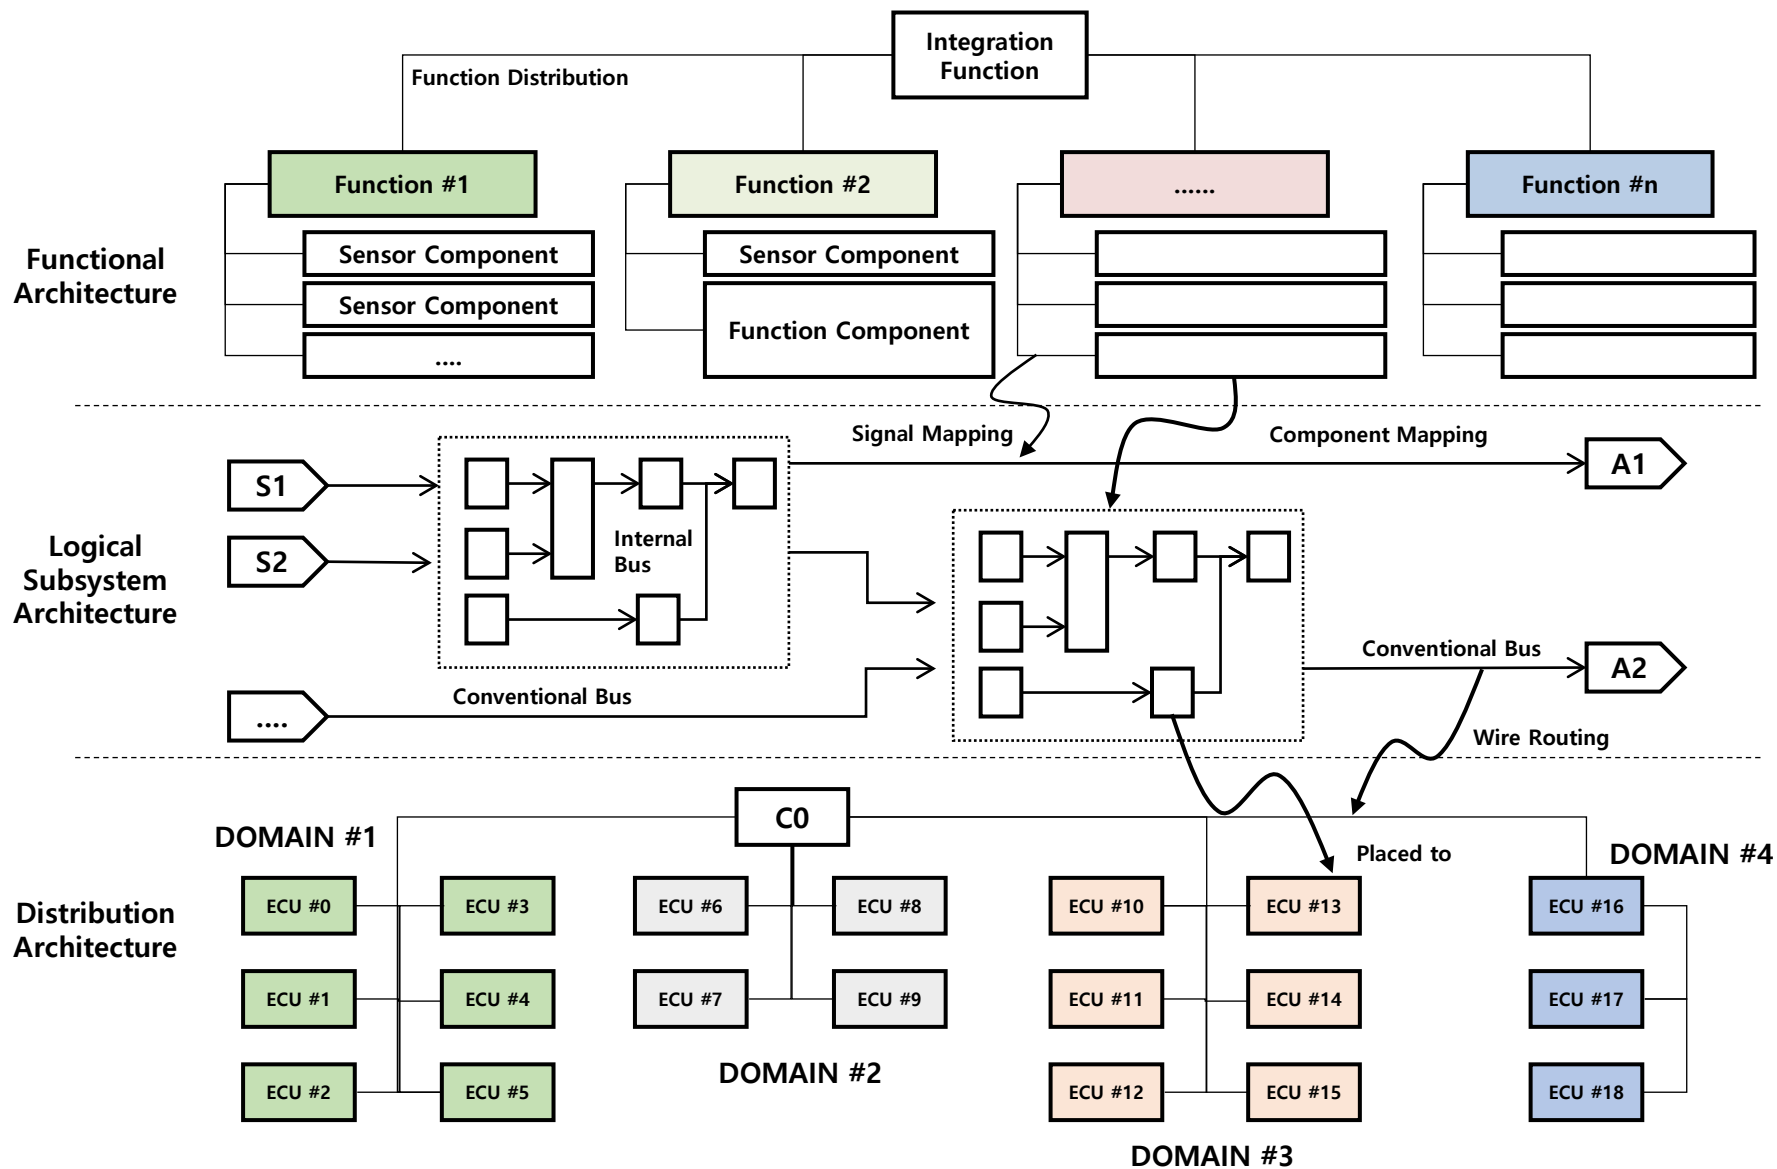 Integration
Function
Function Distribution
Function #1
Function #2
......
Function #n
Functional
Architecture
Sensor Component
Sensor Component
....
Sensor Component
Function Component
Signal Mapping
Component Mapping
S1
S2
....
A1
A2
Logical
Subsystem
Architecture
Internal
Bus
Conventional Bus
Conventional Bus
Wire Routing
C0
Placed to
DOMAIN #1
DOMAIN #4
Distribution
Architecture
ECU #0
ECU #3
ECU #6
ECU #8
ECU #10
ECU #13
ECU #16
ECU #1
ECU #4
ECU #7
ECU #9
ECU #11
ECU #14
ECU #17
DOMAIN #2
ECU #2
ECU #5
ECU #12
ECU #15
ECU #18
DOMAIN #3